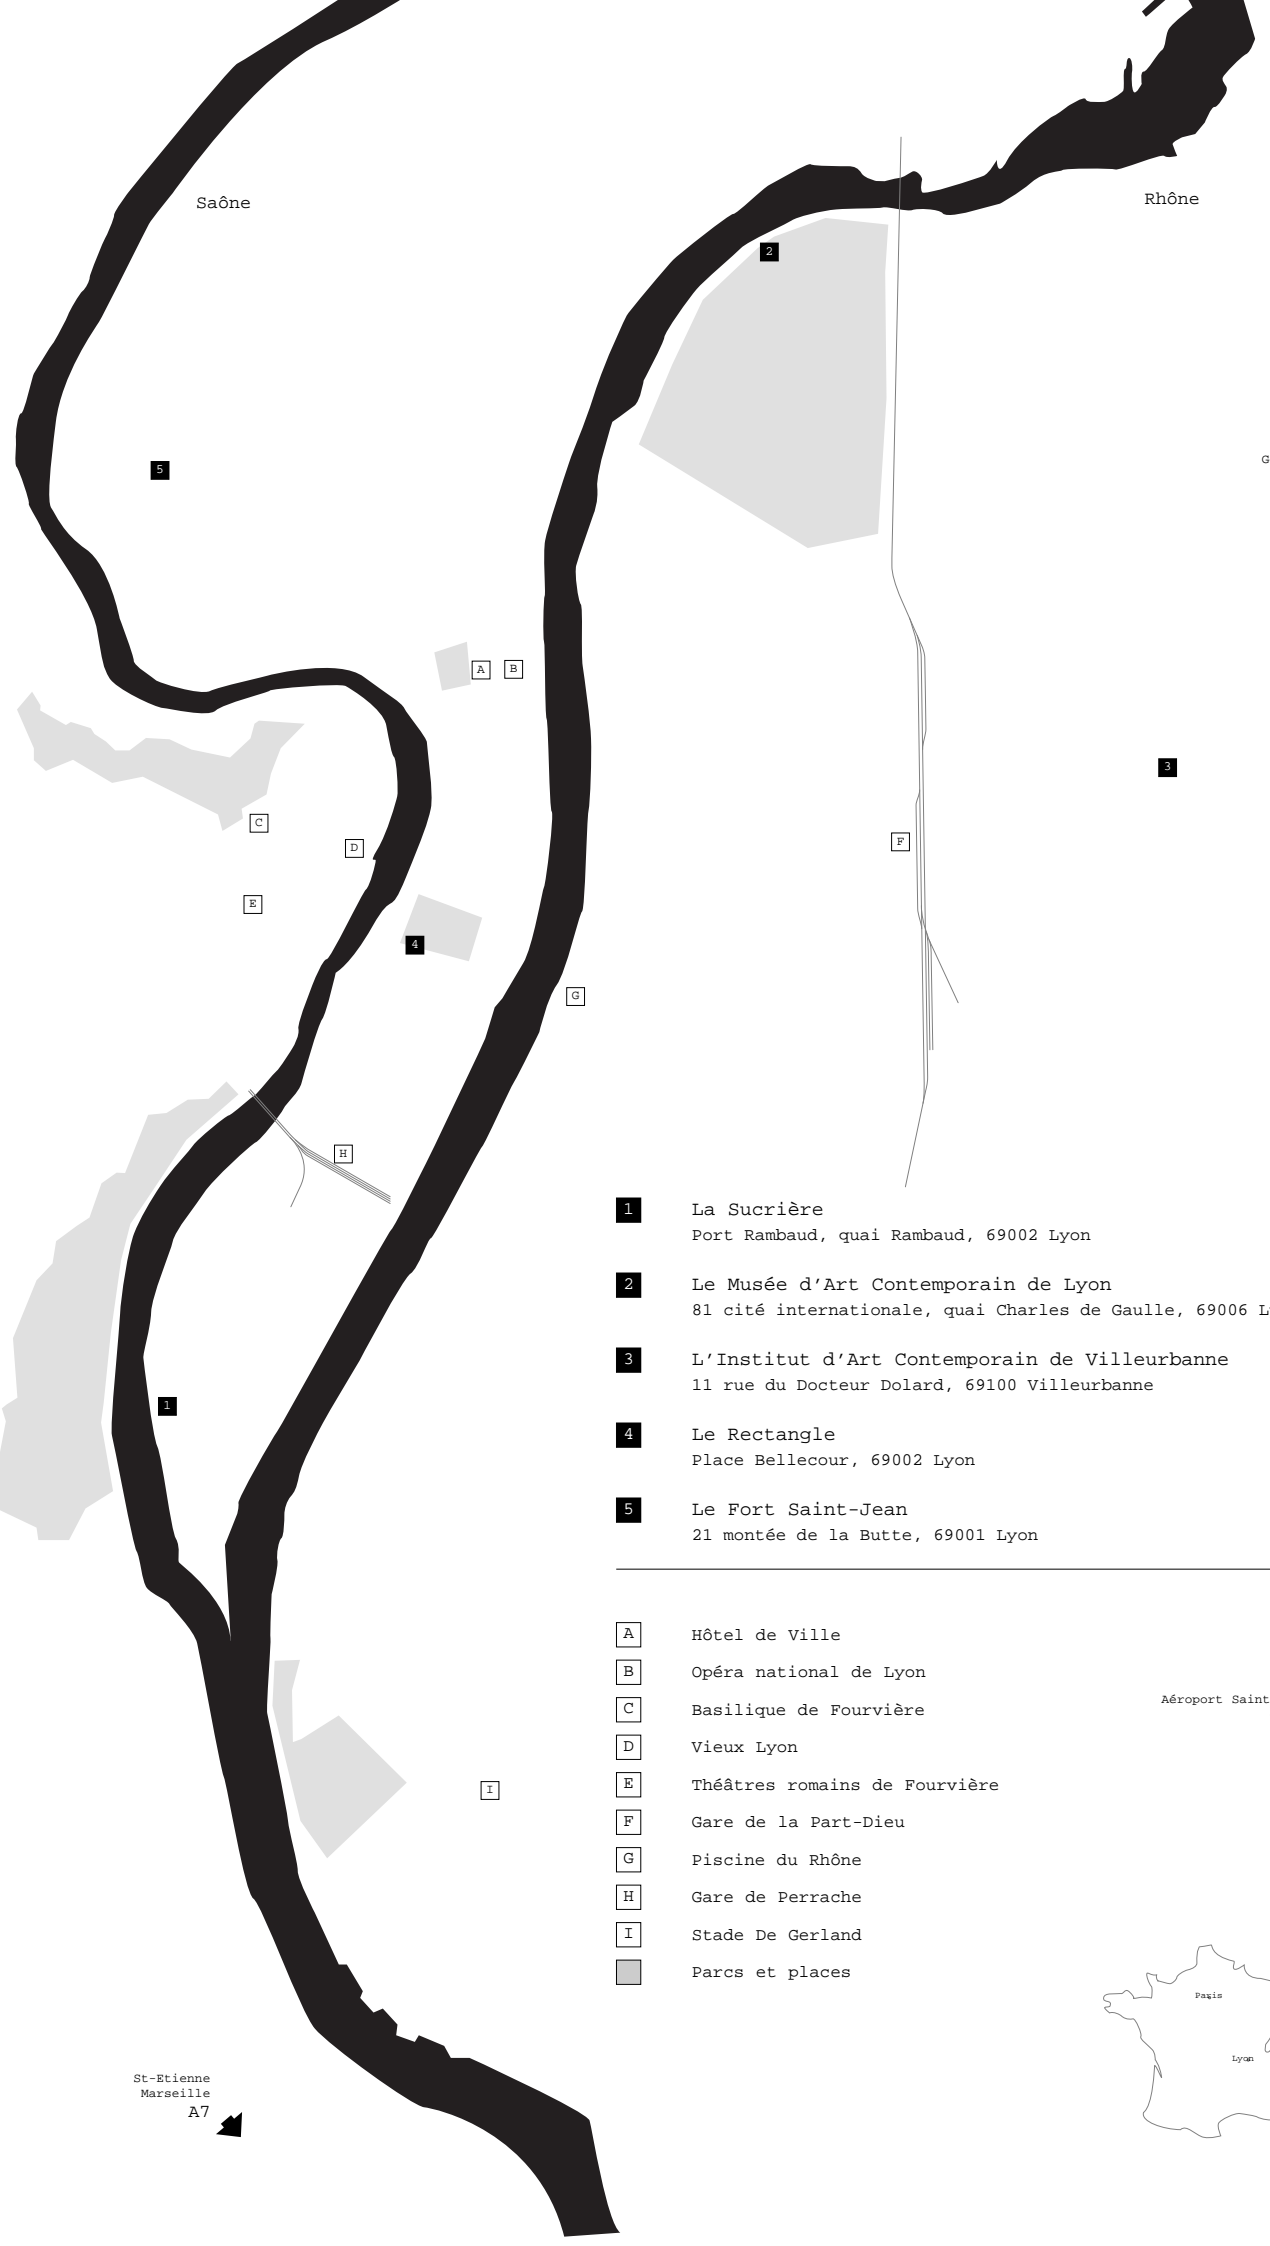 Saône
Rhône
2
G
5
A
B
3
C
D
F
E
4
G
H
1
La Sucrière
Port Rambaud, quai Rambaud, 69002 Lyon
2
Le Musée d’Art Contemporain de Lyon
81 cité internationale, quai Charles de Gaulle, 69006 L
3
L’Institut d’Art Contemporain de Villeurbanne
11 rue du Docteur Dolard, 69100 Villeurbanne
1
4
Le Rectangle
Place Bellecour, 69002 Lyon
5
Le Fort Saint-Jean
21 montée de la Butte, 69001 Lyon
A
Hôtel de Ville
B
Opéra national de Lyon
C
Basilique de Fourvière
Aéroport Saint
D
Vieux Lyon
I
E
Théâtres romains de Fourvière
F
Gare de la Part-Dieu
G
Piscine du Rhône
H
Gare de Perrache
I
Stade De Gerland
Parcs et places
Paris
Lyon
St-Etienne
Marseille
A7